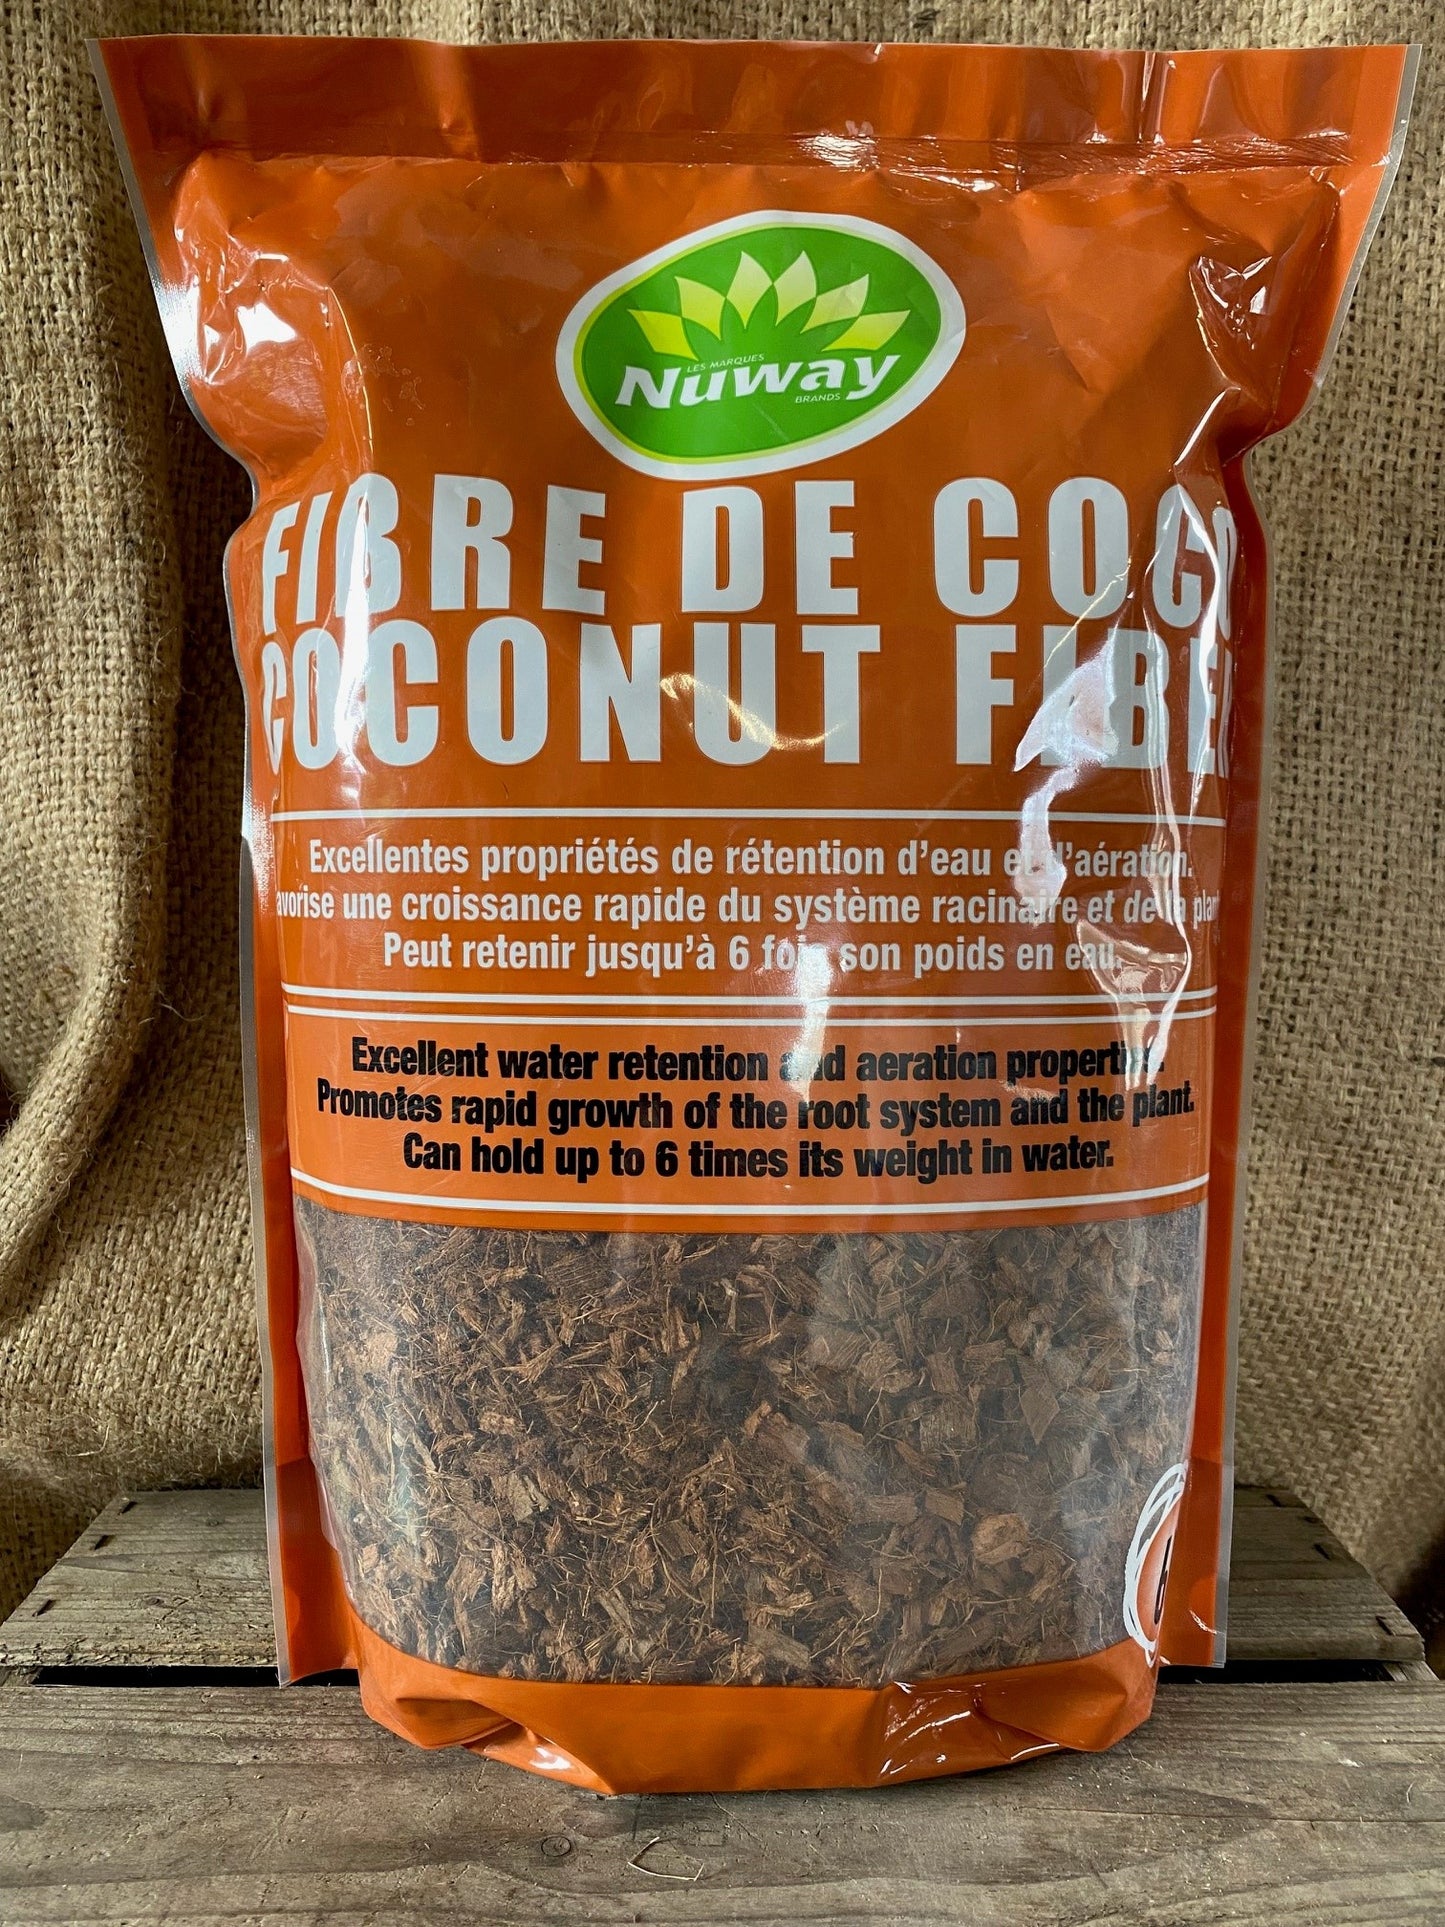 LES MARQUES
Nuway
BRANDS
FIBRE DE COCO
COCONUT FIBER
Excellentes propriétés de rétention d'eau et d'aération.
une croissance rapide du système racinaire et de la
Peut retenir jusqu'à 6 fois son poids en eau.
Excellent water retention and aeration properties.
Promotes rapid growth of the root system and the plant.
Can hold up to 6 times its weight in water.